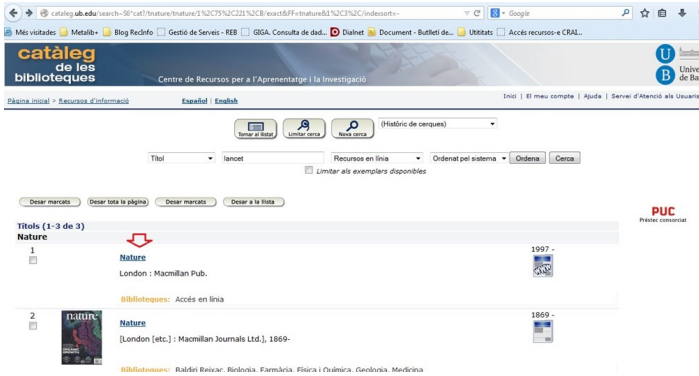 cataleg.ub.edu/search~S6*cat?/tnature/tnature/1%2C75%2C221%2CB/exact&FF=tnature&1%2C3%2C/indexsort=-
Google
Més visitades Metalib+ Blog RecInfo Gestió de Serveis - REB GIGA. Consulta de dad... Dialnet Document - Butlletí de... Utititats Accés recursos-e CRAI...
catàleg
de les
biblioteques
Centre de Recursos per a l'Aprenentatge i la Investigació
U
B
Unive
de Ba
Pàgina inicial > Recursos d'informació
Español | English
Inici | El meu compte | Ajuda | Servei d'Atenció als Usuaris
Tornar al llistat
Limitar cerca
Nova cerca
(Històric de cerques)
Títol lancet Recursos en línia Ordenat pel sistema Ordena Cerca
Limitar als exemplars disponibles
Desar marcats Desar tota la pàgina Desar marcats Desar a la llista
PUC
Préstec consorciat
Títols (1-3 de 3)
Nature
1
Nature
1997 -
London : Macmillan Pub.
Biblioteques: Accés en línia
2
nature
Nature
1869 -
[London [etc.] : Macmillan Journals Ltd.], 1869-
Biblioteques: Baldiri Reixac, Biologia, Farmàcia, Física i Química, Geologia, Medicina